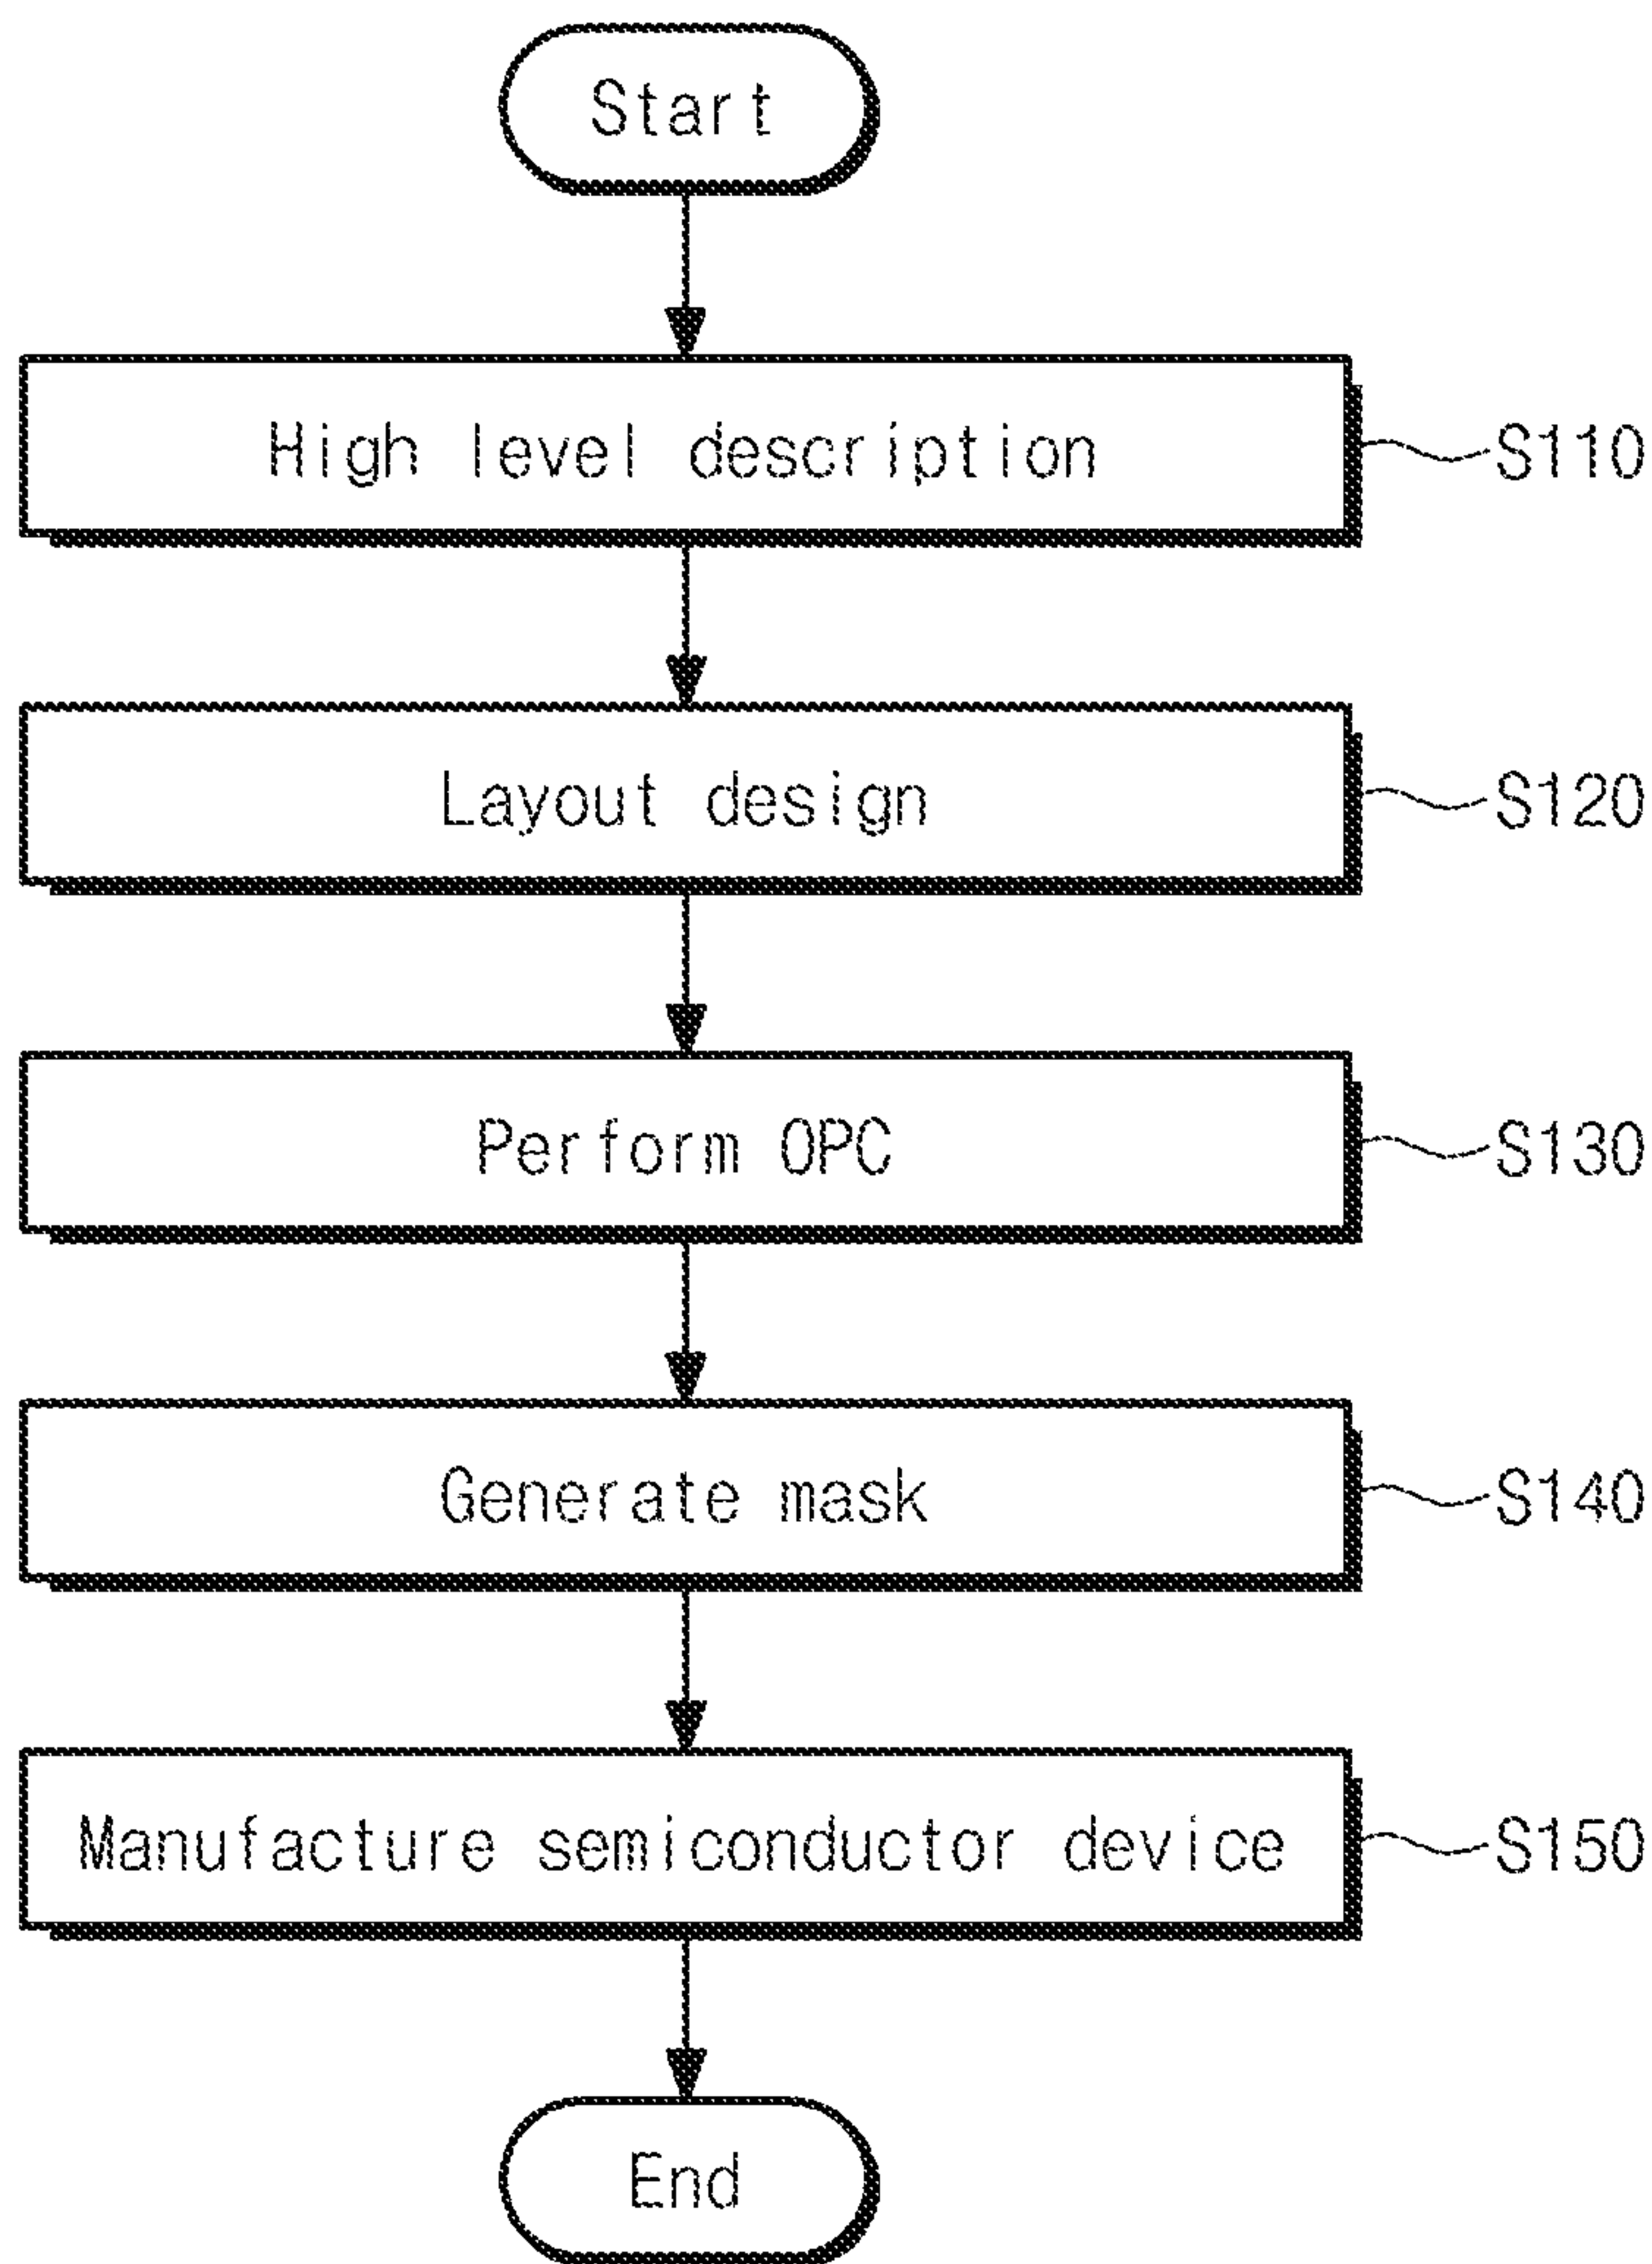 Start
High level description
S110
Layout design
S120
Perform OPC
S130
Generate mask
S140
Manufacture semiconductor device
S150
End